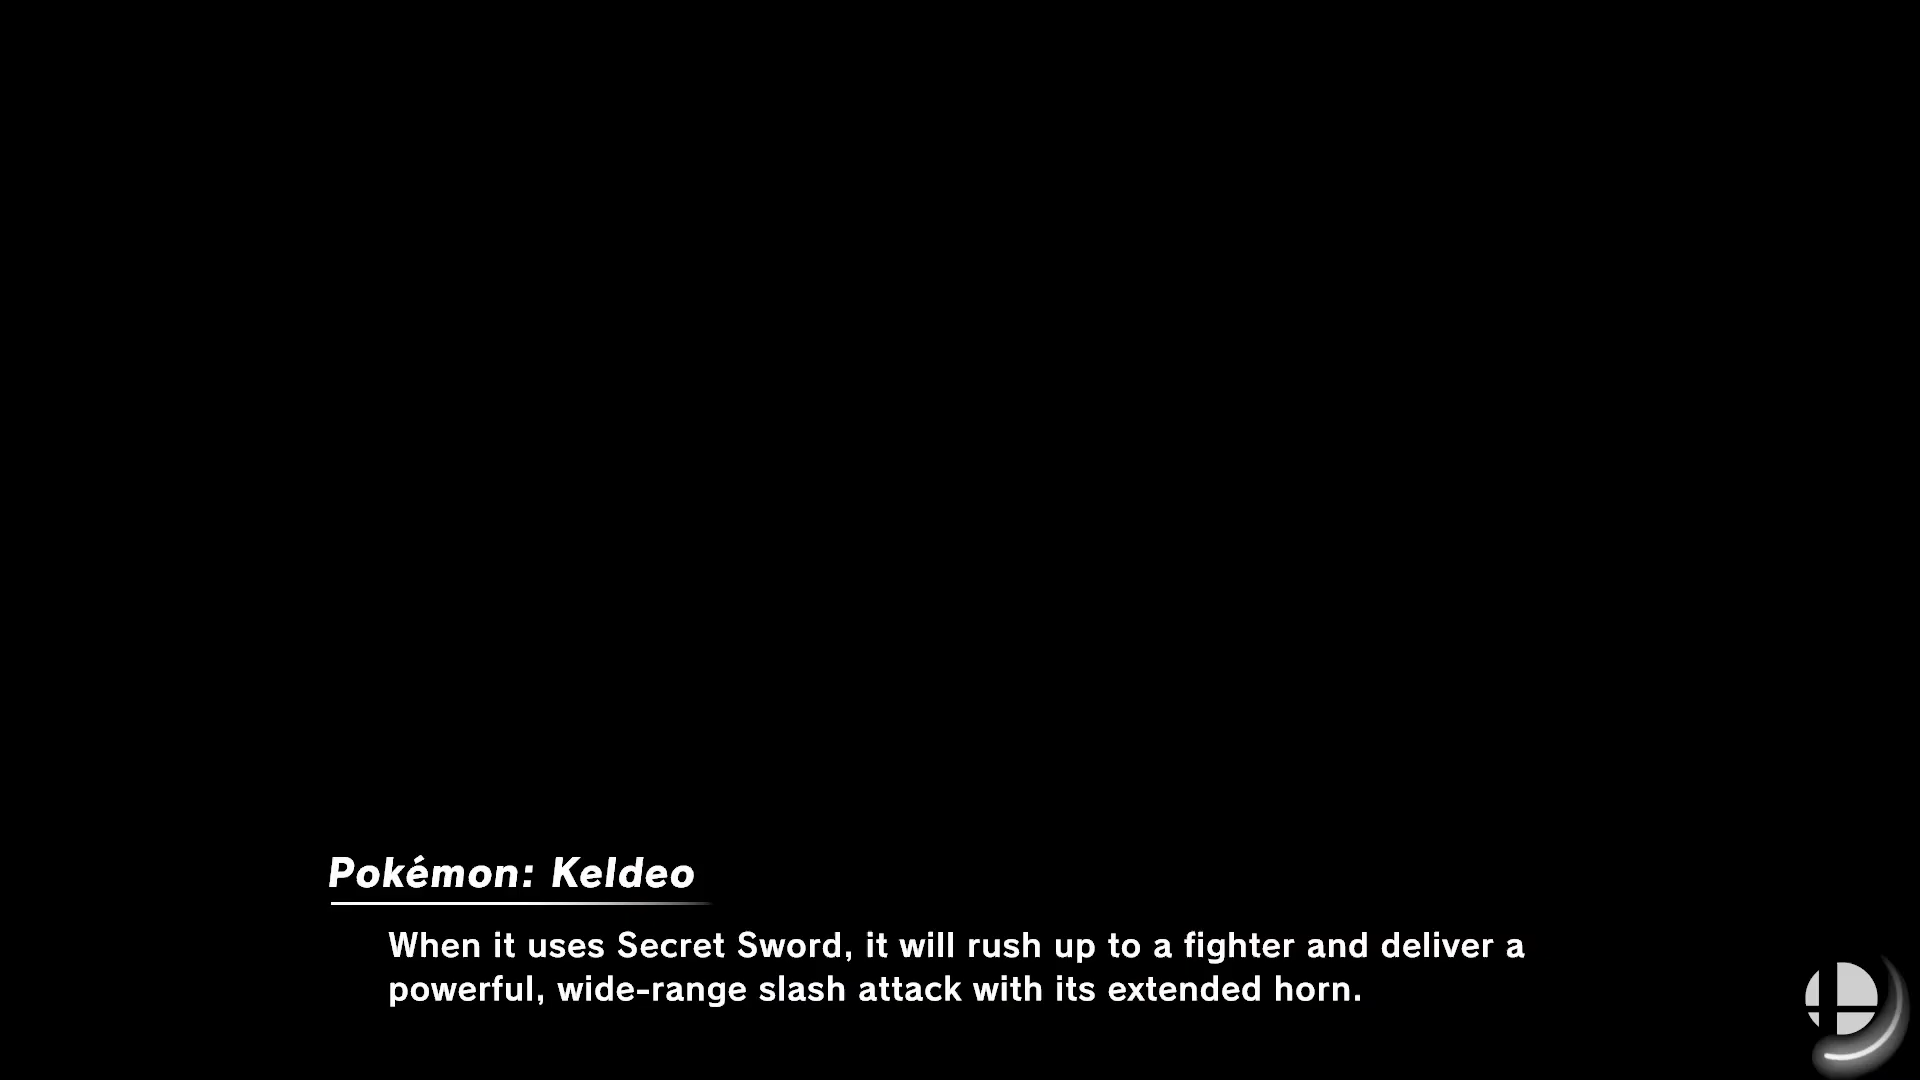 Pokémon: Keldeo
When it uses Secret Sword, it will rush up to a fighter and deliver a
powerful, wide-range slash attack with its extended horn.